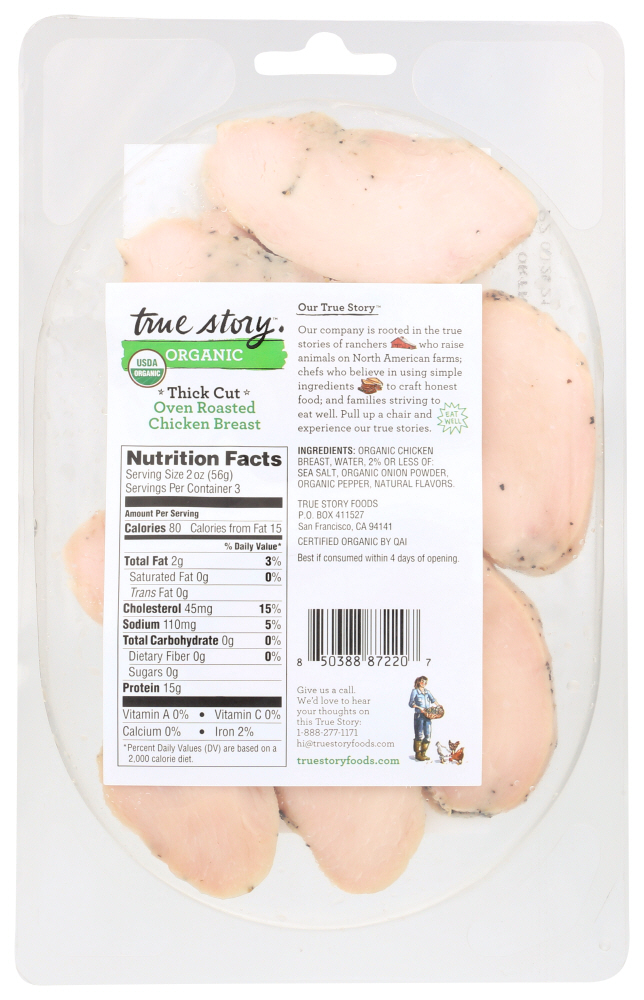 true story.™
ORGANIC
USDA
ORGANIC
Thick Cut
Oven Roasted
Chicken Breast
Nutrition Facts
Serving Size 2 oz (56g)
Servings Per Container 3
Amount Per Serving
Calories 80 Calories from Fat 15
% Daily Value*
Total Fat 2g 3%
Saturated Fat 0g 0%
Trans Fat 0g
Cholesterol 45mg 15%
Sodium 110mg 5%
Total Carbohydrate 0g 0%
Dietary Fiber 0g 0%
Sugars 0g
Protein 15g
Vitamin A 0% • Vitamin C 0%
Calcium 0% • Iron 2%
*Percent Daily Values (DV) are based on a
2,000 calorie diet.
Our True Story™
Our company is rooted in the true
stories of ranchers who raise
animals on North American farms;
chefs who believe in using simple
ingredients to craft honest
food; and families striving to
eat well. Pull up a chair and
experience our true stories.
EAT
WELL
INGREDIENTS: ORGANIC CHICKEN
BREAST, WATER, 2% OR LESS OF:
SEA SALT, ORGANIC ONION POWDER,
ORGANIC PEPPER, NATURAL FLAVORS.
TRUE STORY FOODS
P.O. BOX 411527
San Francisco, CA 94141
CERTIFIED ORGANIC BY QAI
Best if consumed within 4 days of opening.
8 50388 87220 7
Give us a call.
We'd love to hear
your thoughts on
this True Story:
1-888-277-1171
hi@truestoryfoods.com
truestoryfoods.com